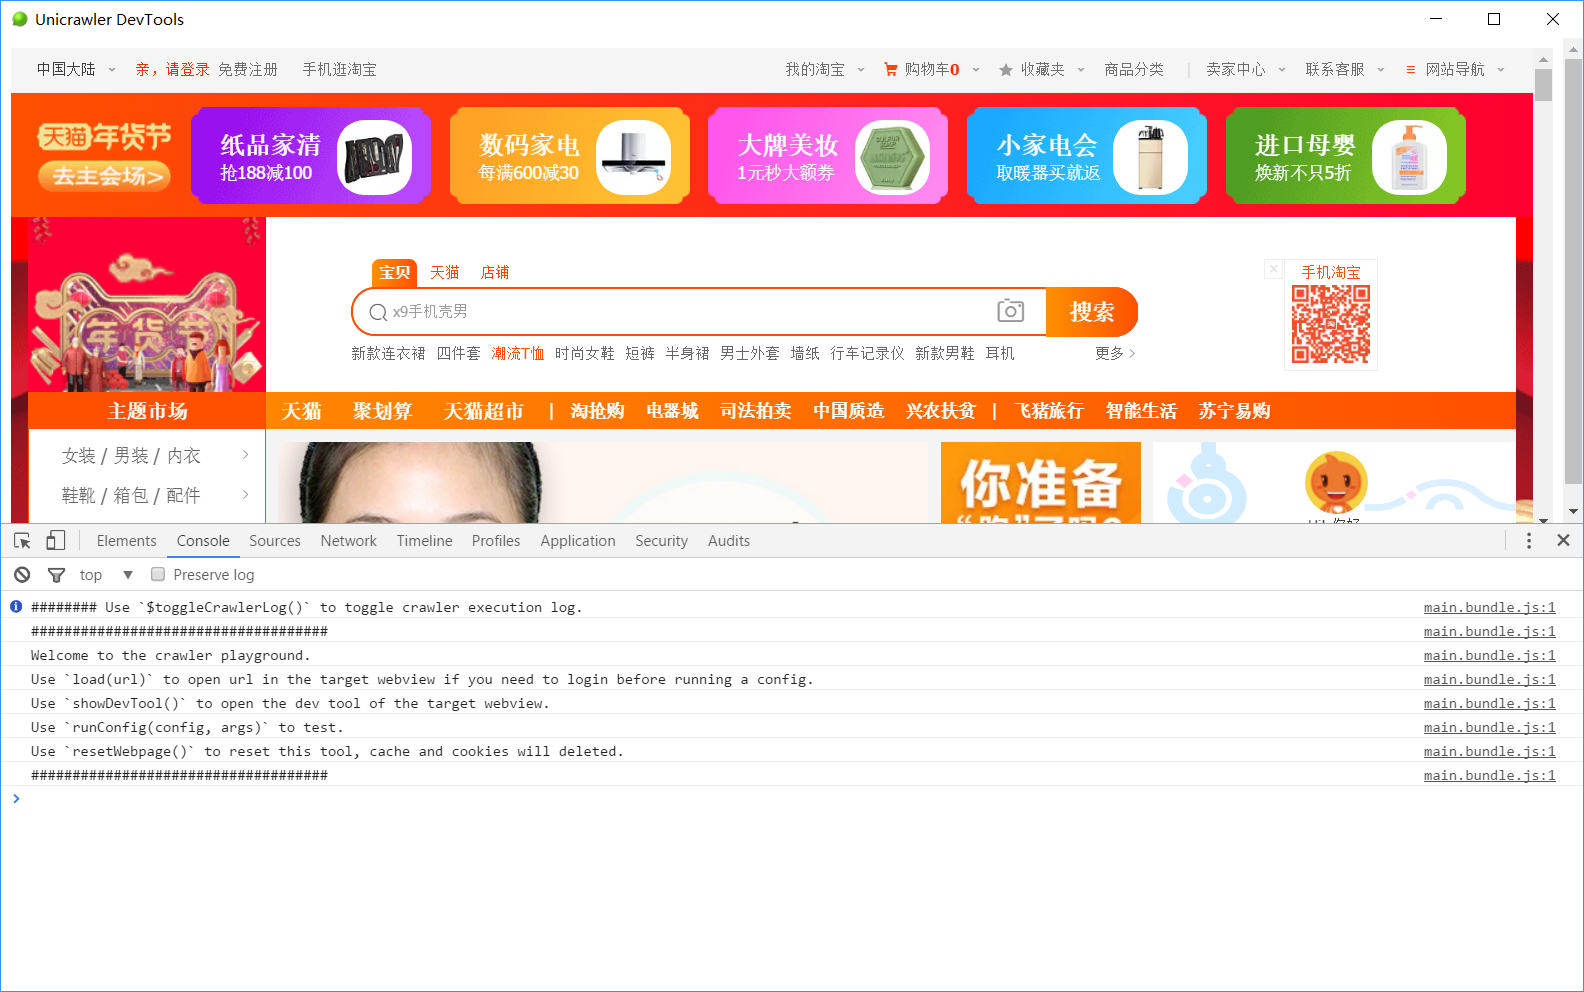 Unicrawler DevTools
中国大陆 亲，请登录 免费注册 手机逛淘宝 我的淘宝 购物车0 收藏夹 商品分类 | 卖家中心 联系客服 网站导航
天猫年货节
去主会场>
纸品家清
抢188减100
数码家电
每满600减30
大牌美妆
1元秒大额券
小家电会
取暖器买就返
进口母婴
焕新不只5折
年货节
宝贝 天猫 店铺
x9手机壳男
搜索
新款连衣裙 四件套 潮流T恤 时尚女鞋 短裤 半身裙 男士外套 墙纸 行车记录仪 新款男鞋 耳机 更多
手机淘宝
主题市场 天猫 聚划算 天猫超市 | 淘抢购 电器城 司法拍卖 中国质造 兴农扶贫 | 飞猪旅行 智能生活 苏宁易购
女装 / 男装 / 内衣
鞋靴 / 箱包 / 配件
你准备
Hi! 你好
Elements Console Sources Network Timeline Profiles Application Security Audits
top Preserve log
######## Use `$toggleCrawlerLog()` to toggle crawler execution log. main.bundle.js:1
#################################### main.bundle.js:1
Welcome to the crawler playground. main.bundle.js:1
Use `load(url)` to open url in the target webview if you need to login before running a config. main.bundle.js:1
Use `showDevTool()` to open the dev tool of the target webview. main.bundle.js:1
Use `runConfig(config, args)` to test. main.bundle.js:1
Use `resetWebpage()` to reset this tool, cache and cookies will deleted. main.bundle.js:1
#################################### main.bundle.js:1